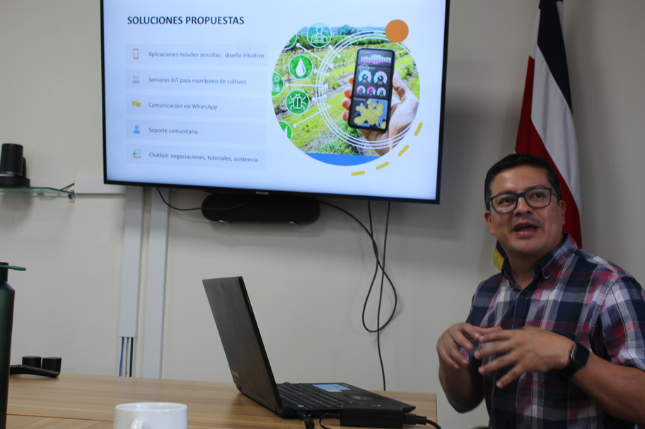 SOLUCIONES PROPUESTAS
Aplicaciones móviles sencillas: diseño intuitivo
Sensores IoT para monitoreo de cultivos
Comunicación vía WhatsApp
Soporte comunitario
Chatbot, negociaciones, tutoriales, asistencia